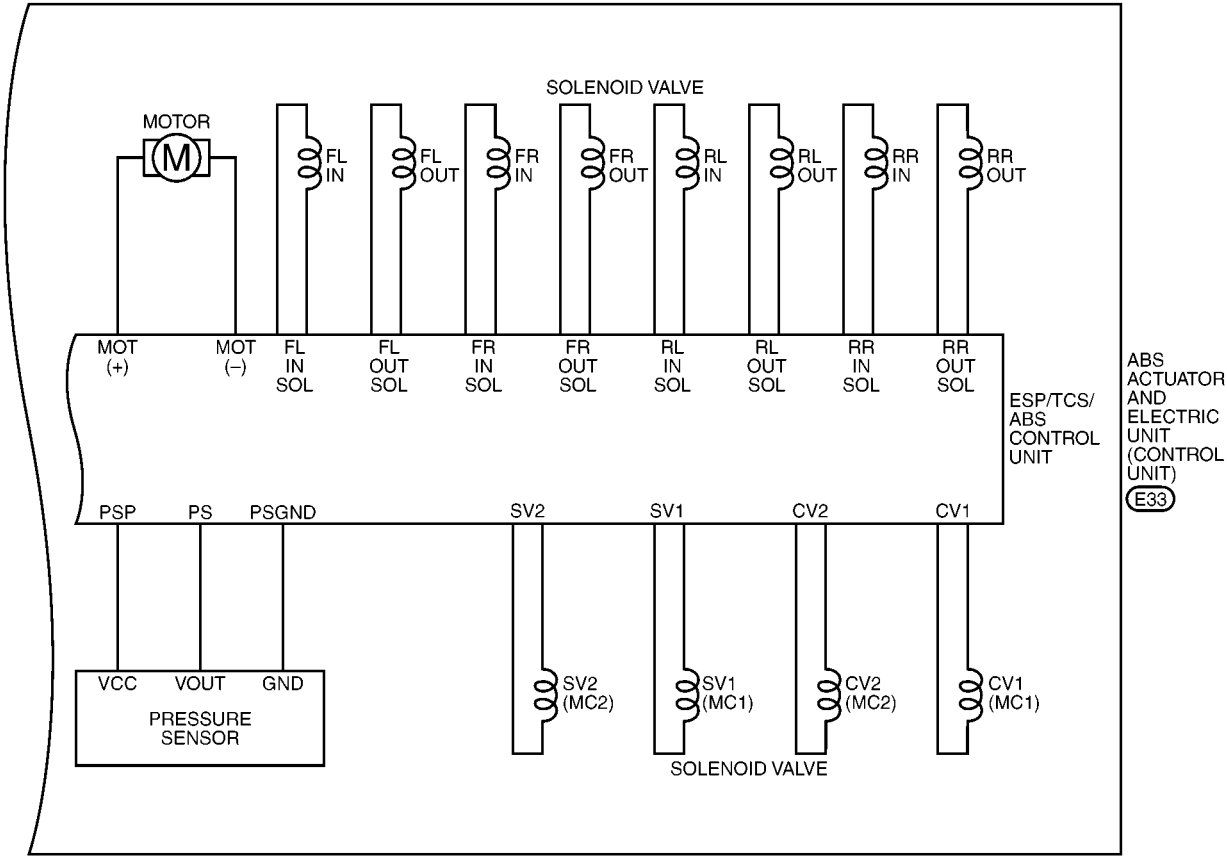 SOLENOID VALVE
MOTOR
M
FL
IN
FL
OUT
FR
IN
FR
OUT
RL
IN
RL
OUT
RR
IN
RR
OUT
MOT
(+)
MOT
(–)
FL
IN
SOL
FL
OUT
SOL
FR
IN
SOL
FR
OUT
SOL
RL
IN
SOL
RL
OUT
SOL
RR
IN
SOL
RR
OUT
SOL
ESP/TCS/
ABS
CONTROL
UNIT
ABS
ACTUATOR
AND
ELECTRIC
UNIT
(CONTROL
UNIT)
E33
PSP
PS
PSGND
SV2
SV1
CV2
CV1
VCC
VOUT
GND
PRESSURE
SENSOR
SV2
(MC2)
SV1
(MC1)
CV2
(MC2)
CV1
(MC1)
SOLENOID VALVE